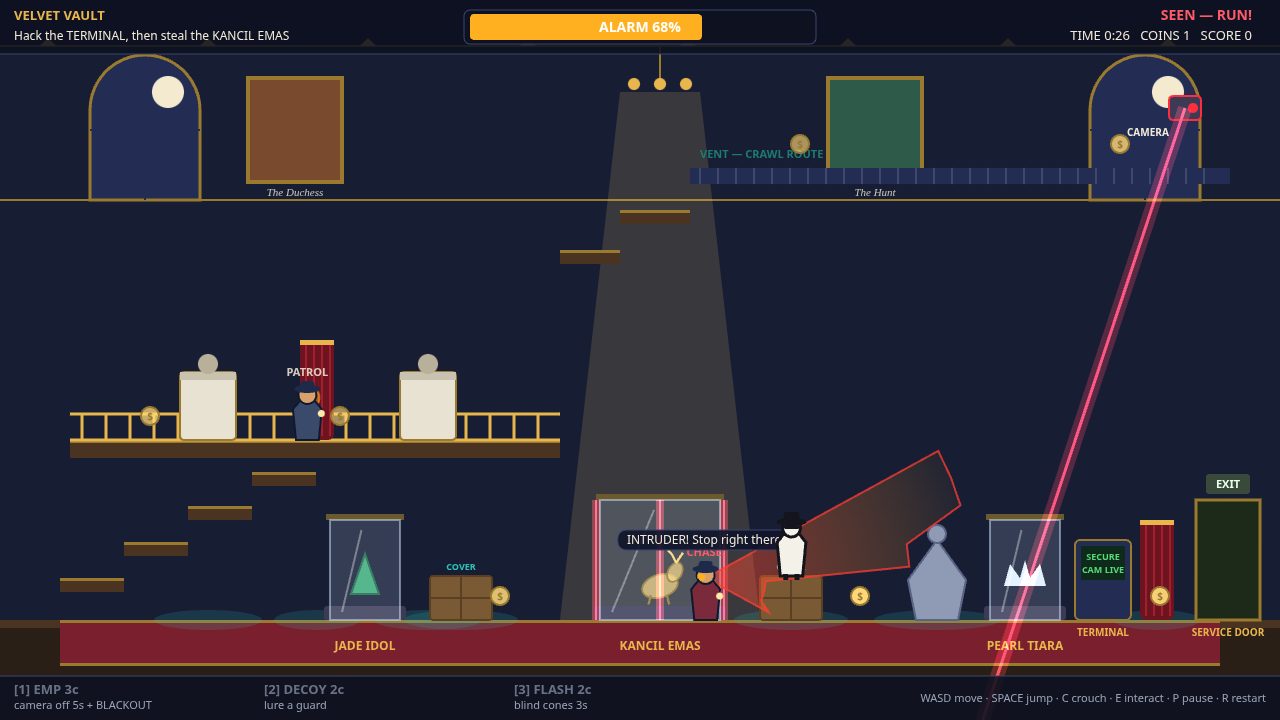 VELVET VAULT
Hack the TERMINAL, then steal the KANCIL EMAS
ALARM 68%
SEEN — RUN!
TIME 0:26 COINS 1 SCORE 0
CAMERA
VENT — CRAWL ROUTE
The Duchess
The Hunt
PATROL
EXIT
INTRUDER! Stop right there
CHASE
COVER
SECURE
CAM LIVE
TERMINAL
SERVICE DOOR
JADE IDOL
KANCIL EMAS
PEARL TIARA
[1] EMP 3c
camera off 5s + BLACKOUT
[2] DECOY 2c
lure a guard
[3] FLASH 2c
blind cones 3s
WASD move · SPACE jump · C crouch · E interact · P pause · R restart